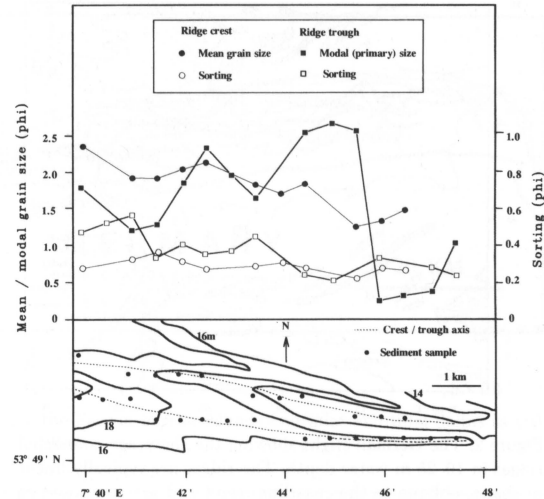 Ridge crest
Ridge trough
Mean grain size
Modal (primary) size
Sorting
Sorting
Mean / modal grain size (phi)
2.5
2.0
1.5
1.0
0.5
0
1.0
0.8
0.6
0.4
0.2
0
Sorting (phi)
16m
N
Crest / trough axis
Sediment sample
1 km
14
18
16
53° 49' N
7° 40' E
42'
44'
46'
48'